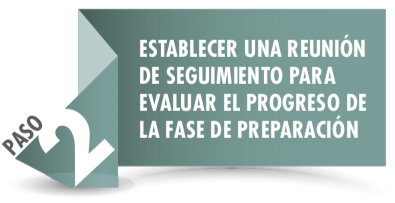 PASO 2
ESTABLECER UNA REUNIÓN
DE SEGUIMIENTO PARA
EVALUAR EL PROGRESO DE
LA FASE DE PREPARACIÓN